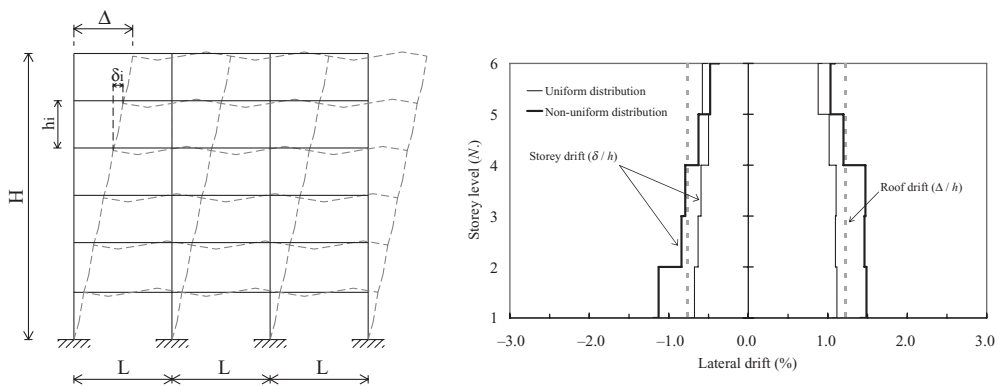 Δ
δi
hi
H
L
L
L
6
5
4
3
2
1
Storey level (N.)
Uniform distribution
Non-uniform distribution
Storey drift (δ / h)
Roof drift (Δ / h)
−3.0
−2.0
−1.0
0.0
1.0
2.0
3.0
Lateral drift (%)